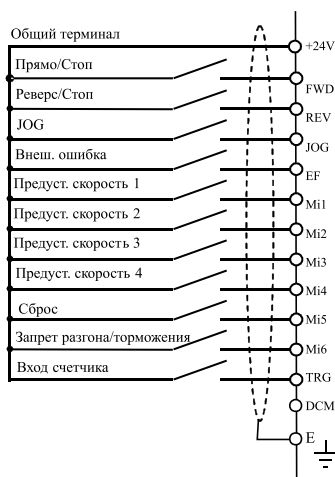 Общий терминал
+24V
Прямо/Стоп
FWD
Реверс/Стоп
REV
JOG
JOG
Внеш. ошибка
EF
Предуст. скорость 1
Mi1
Предуст. скорость 2
Mi2
Предуст. скорость 3
Mi3
Предуст. скорость 4
Mi4
Сброс
Mi5
Запрет разгона/торможения
Mi6
Вход счетчика
TRG
DCM
E